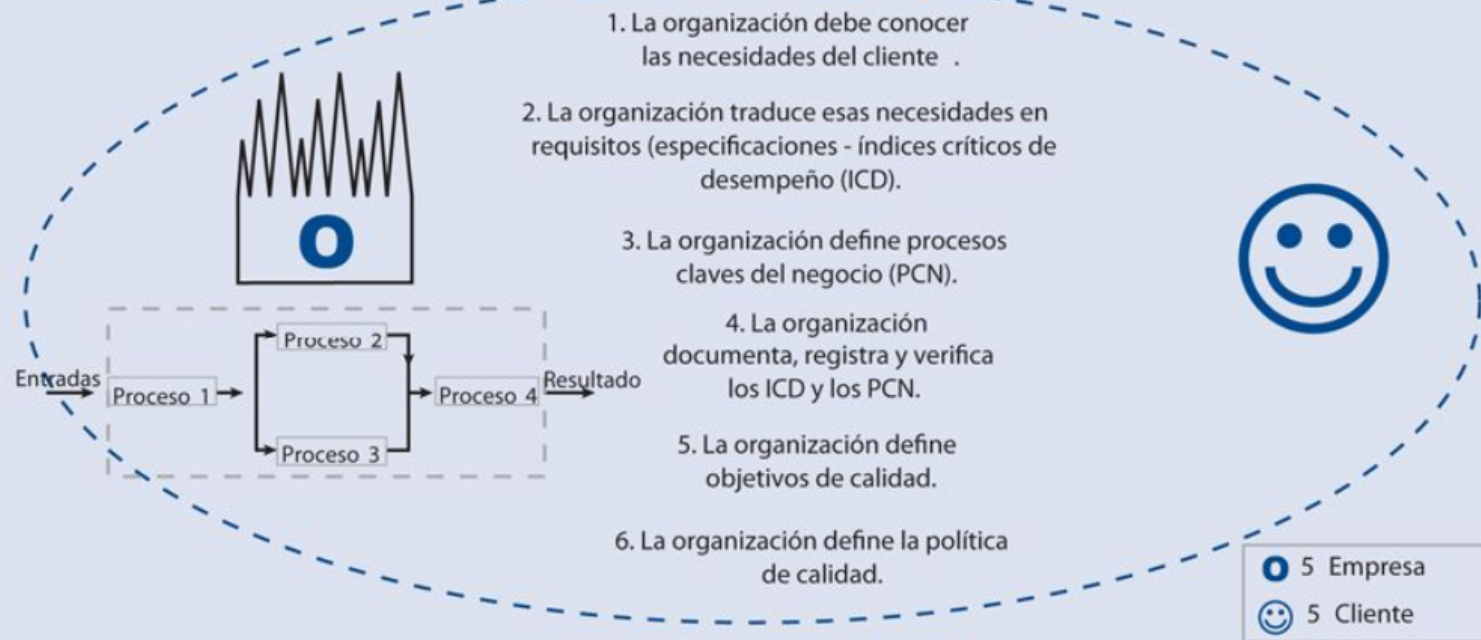 1. La organización debe conocer
las necesidades del cliente .
2. La organización traduce esas necesidades en
requisitos (especificaciones - índices críticos de
desempeño (ICD).
O
3. La organización define procesos
claves del negocio (PCN).
4. La organización
documenta, registra y verifica
los ICD y los PCN.
Entradas
Proceso 1
Proceso 2
Proceso 3
Proceso 4
Resultado
5. La organización define
objetivos de calidad.
6. La organización define la política
de calidad.
O 5 Empresa
5 Cliente